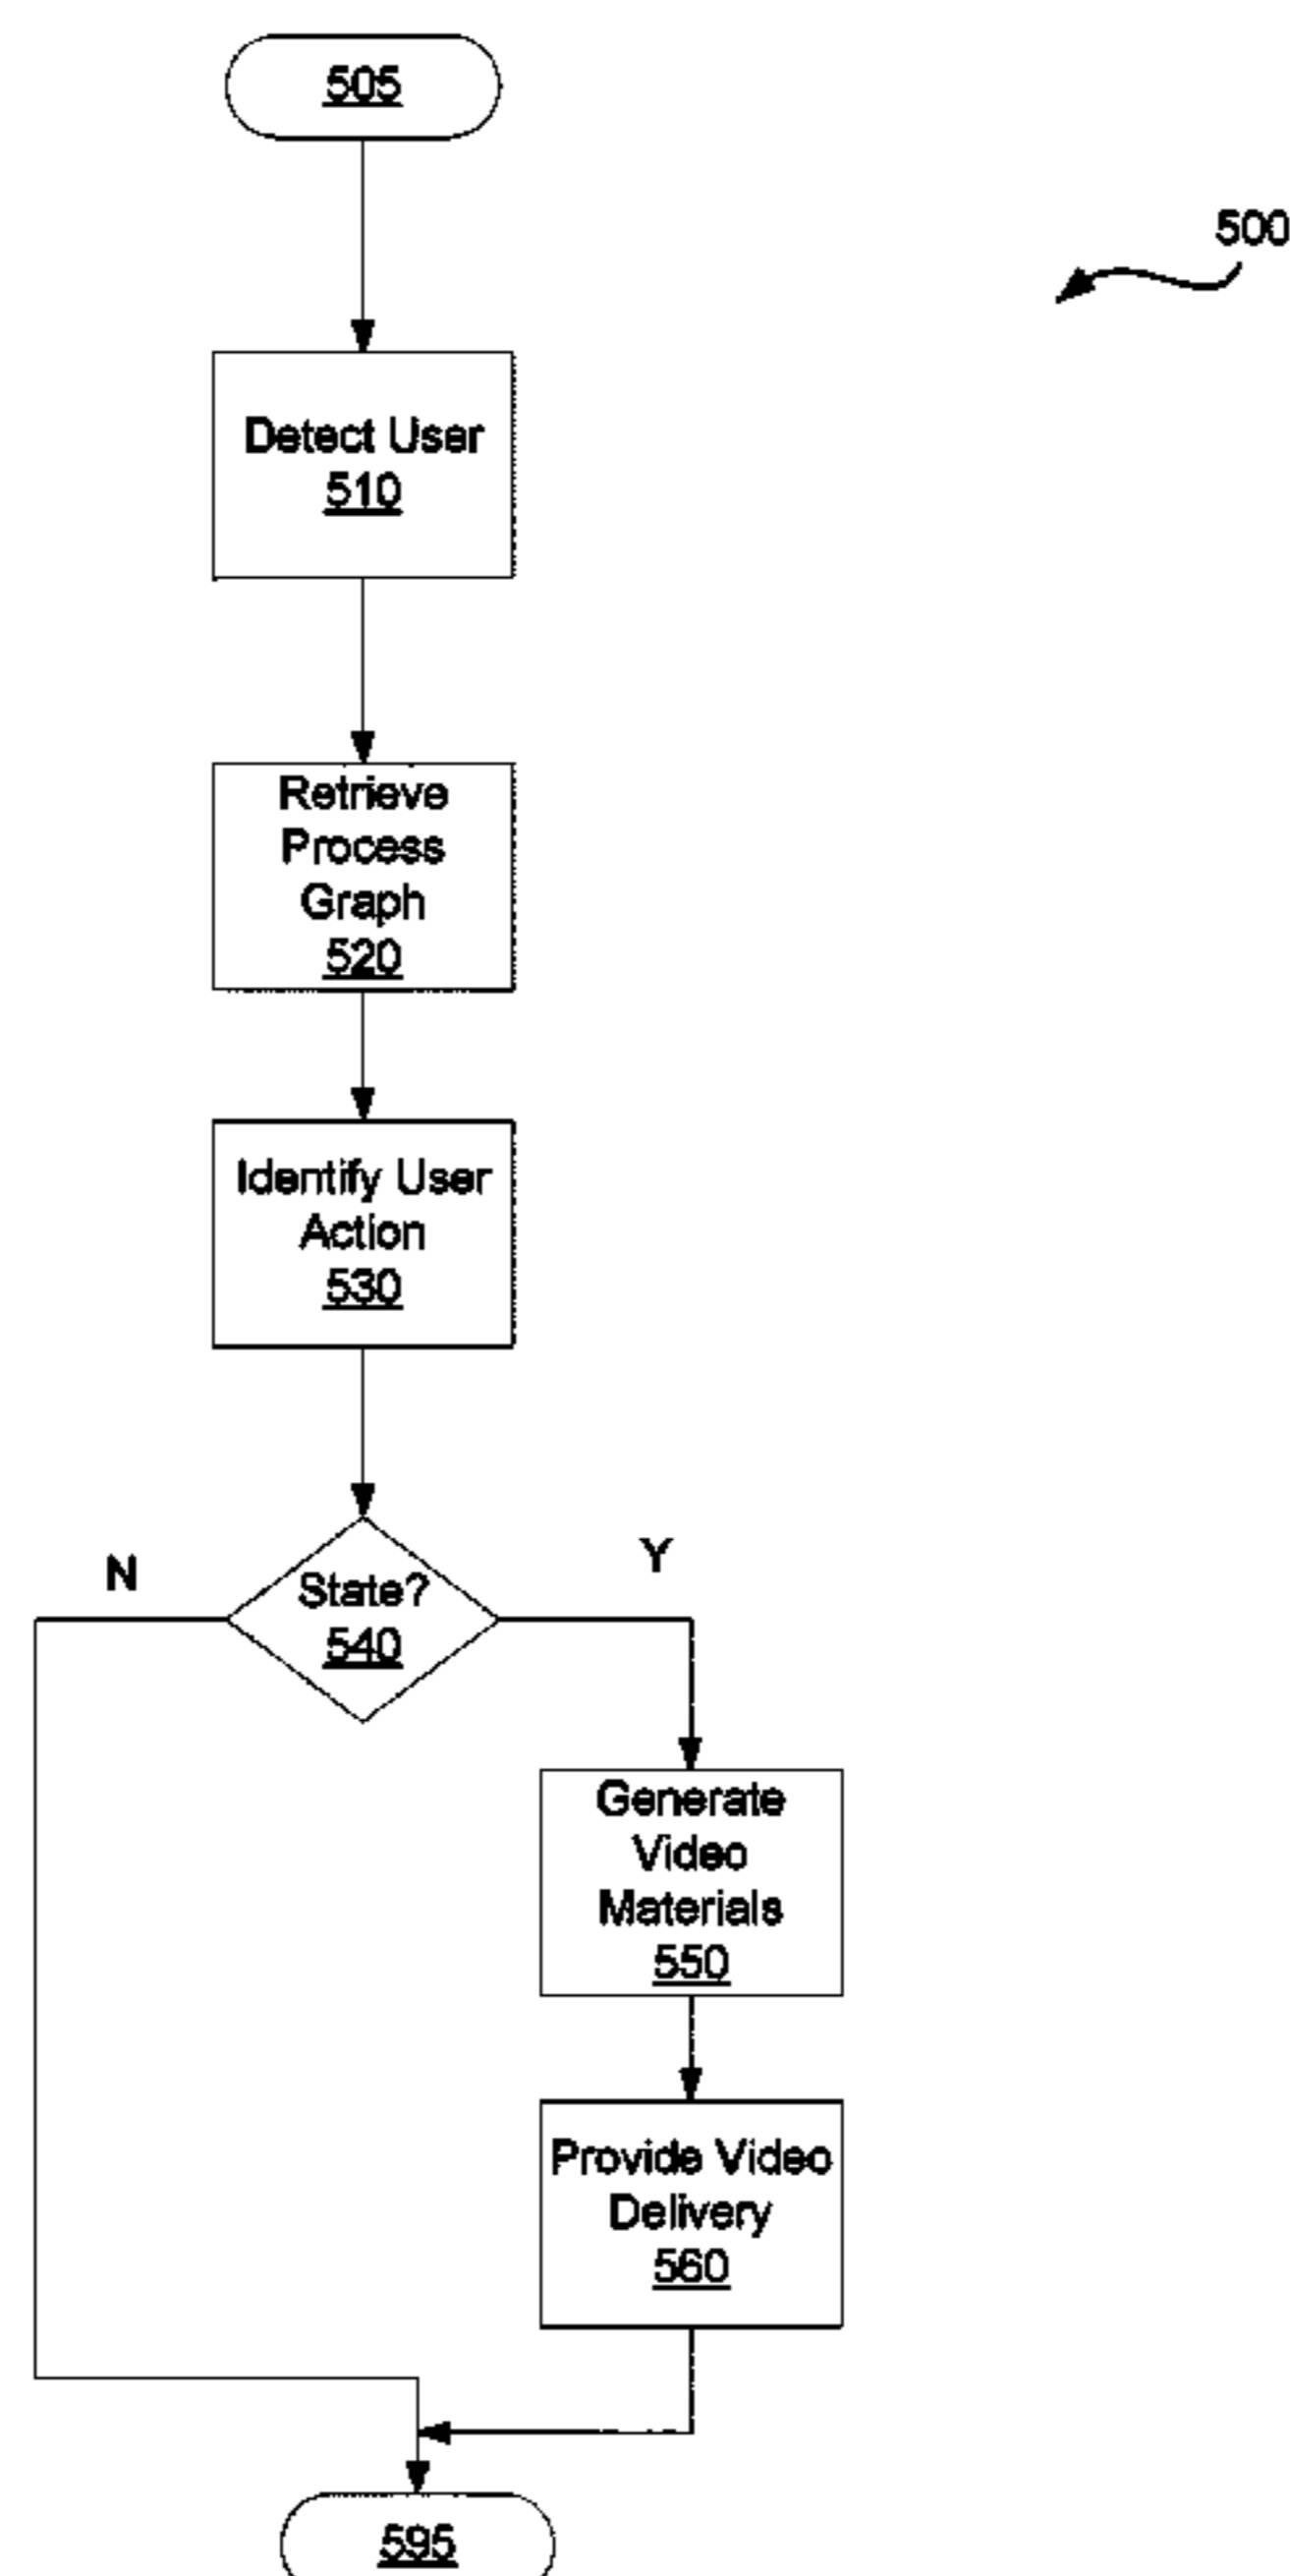 505
500
Detect User
510
Retrieve
Process
Graph
520
Identify User
Action
530
N
Y
State?
540
Generate
Video
Materials
550
Provide Video
Delivery
560
595